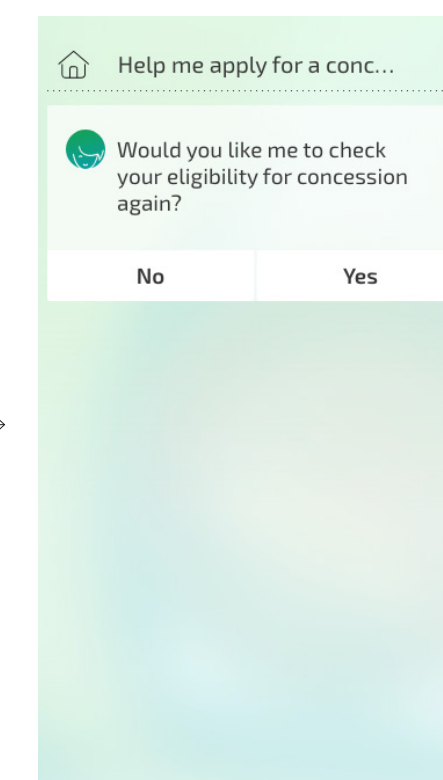 Help me apply for a conc...
Would you like me to check
your eligibility for concession
again?
No
Yes